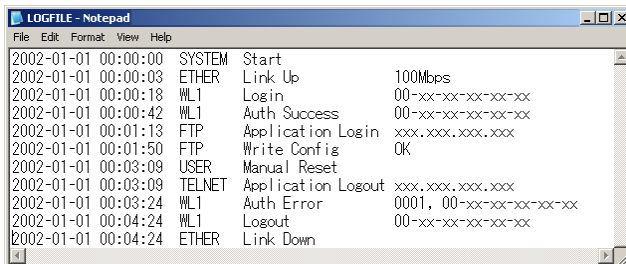 LOGFILE - Notepad
File Edit Format View Help
2002-01-01 00:00:00 SYSTEM Start
2002-01-01 00:00:03 ETHER Link Up 100Mbps
2002-01-01 00:00:18 WL1 Login 00-xx-xx-xx-xx-xx
2002-01-01 00:00:42 WL1 Auth Success 00-xx-xx-xx-xx-xx
2002-01-01 00:01:13 FTP Application Login xxx.xxx.xxx.xxx
2002-01-01 00:01:50 FTP Write Config OK
2002-01-01 00:03:09 USER Manual Reset
2002-01-01 00:03:09 TELNET Application Logout xxx.xxx.xxx.xxx
2002-01-01 00:03:24 WL1 Auth Error 0001, 00-xx-xx-xx-xx-xx
2002-01-01 00:04:24 WL1 Logout 00-xx-xx-xx-xx-xx
2002-01-01 00:04:24 ETHER Link Down